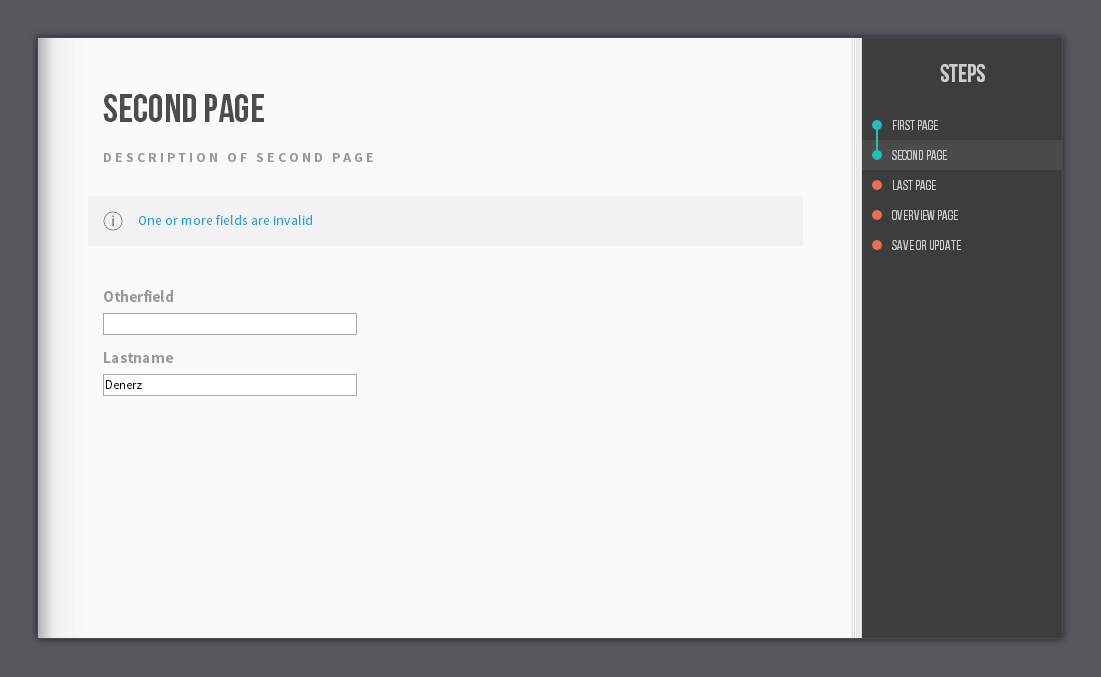 SECOND PAGE
DESCRIPTION OF SECOND PAGE
One or more fields are invalid
Otherfield
Lastname
Denerz
STEPS
FIRST PAGE
SECOND PAGE
LAST PAGE
OVERVIEW PAGE
SAVE OR UPDATE